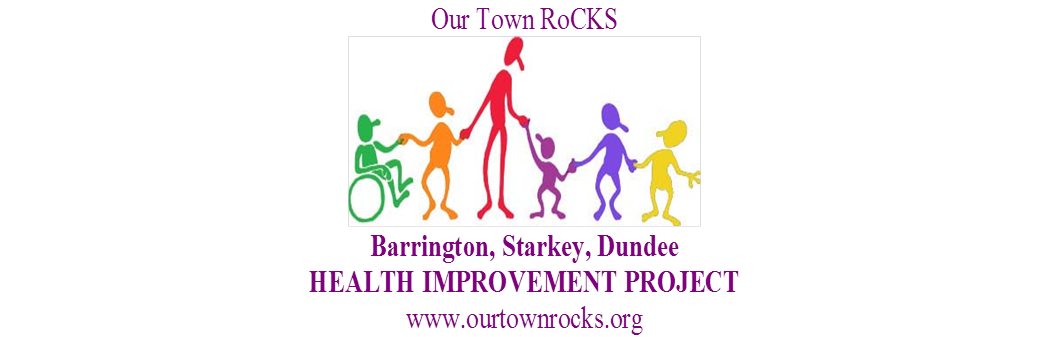 Our Town RoCKS
Barrington, Starkey, Dundee
HEALTH IMPROVEMENT PROJECT
www.ourtownrocks.org